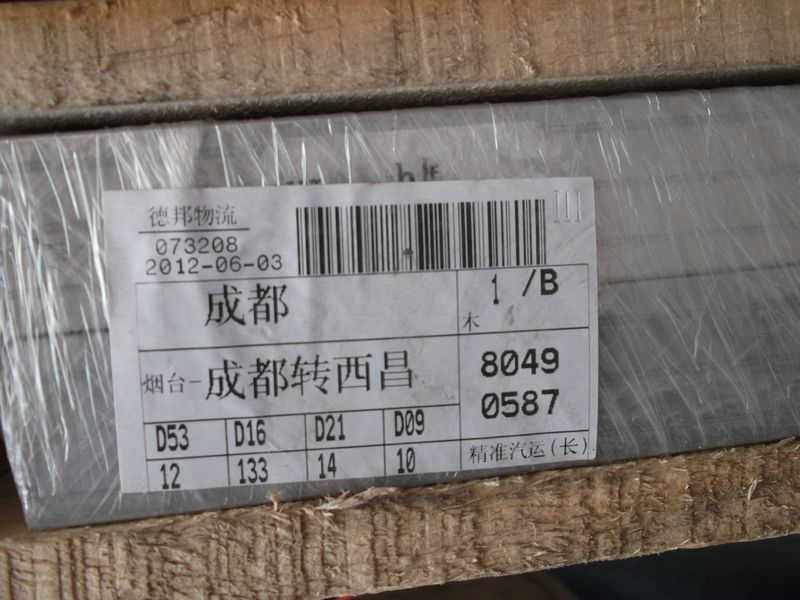 德邦物流
III
073208
2012-06-03
成都
1 /B
木
烟台-成都转西昌
8049
0587
D53 D16 D21 D09
12 133 14 10
精准汽运(长)